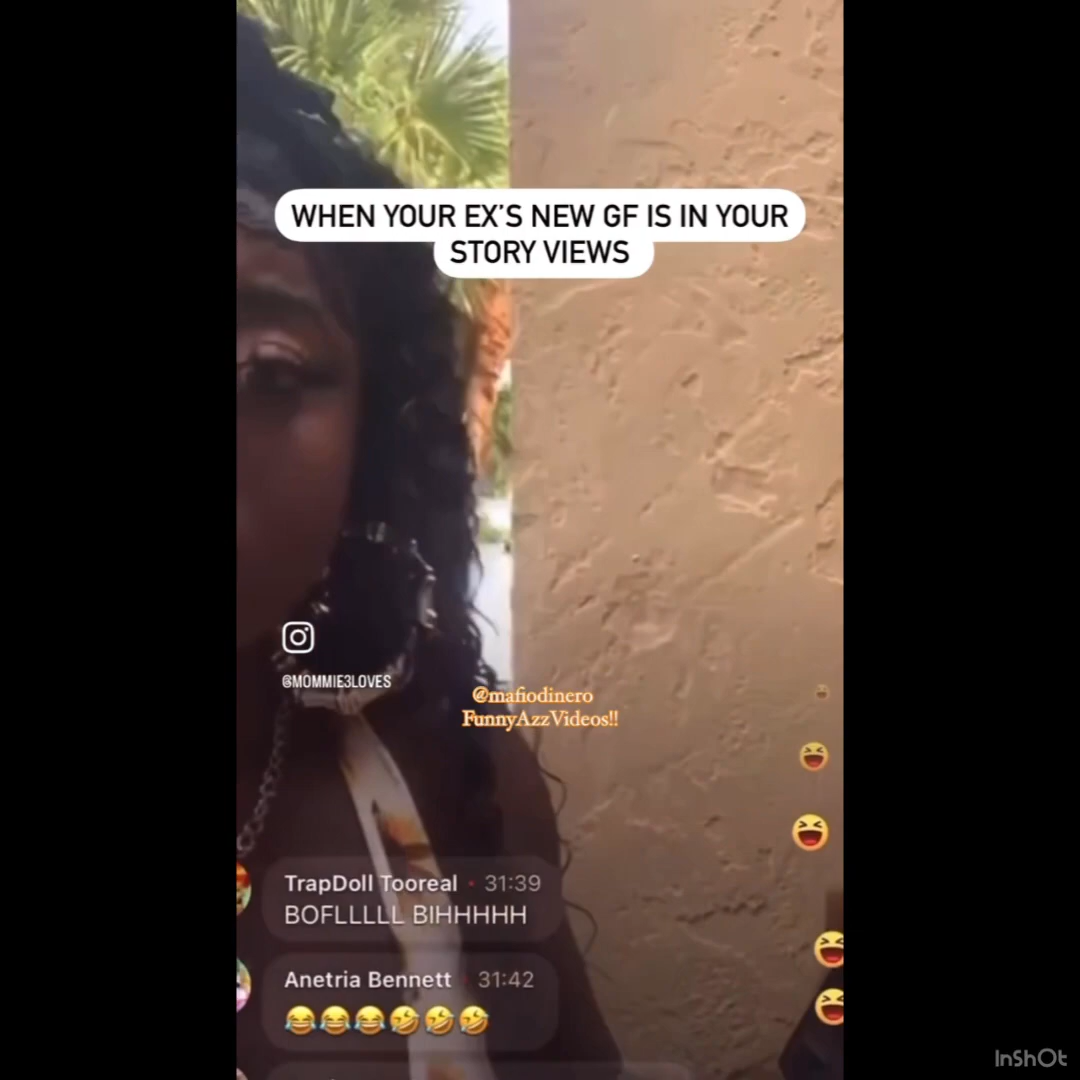 WHEN YOUR EX'S NEW GF IS IN YOUR
STORY VIEWS
@MOMMIE3LOVES
@mafiodinero
FunnyAzzVideos!!
TrapDoll Tooreal • 31:39
BOFLLLLL BIHHHHH
Anetria Bennett • 31:42
😂😂😂🤣🤣🤣
InShOt